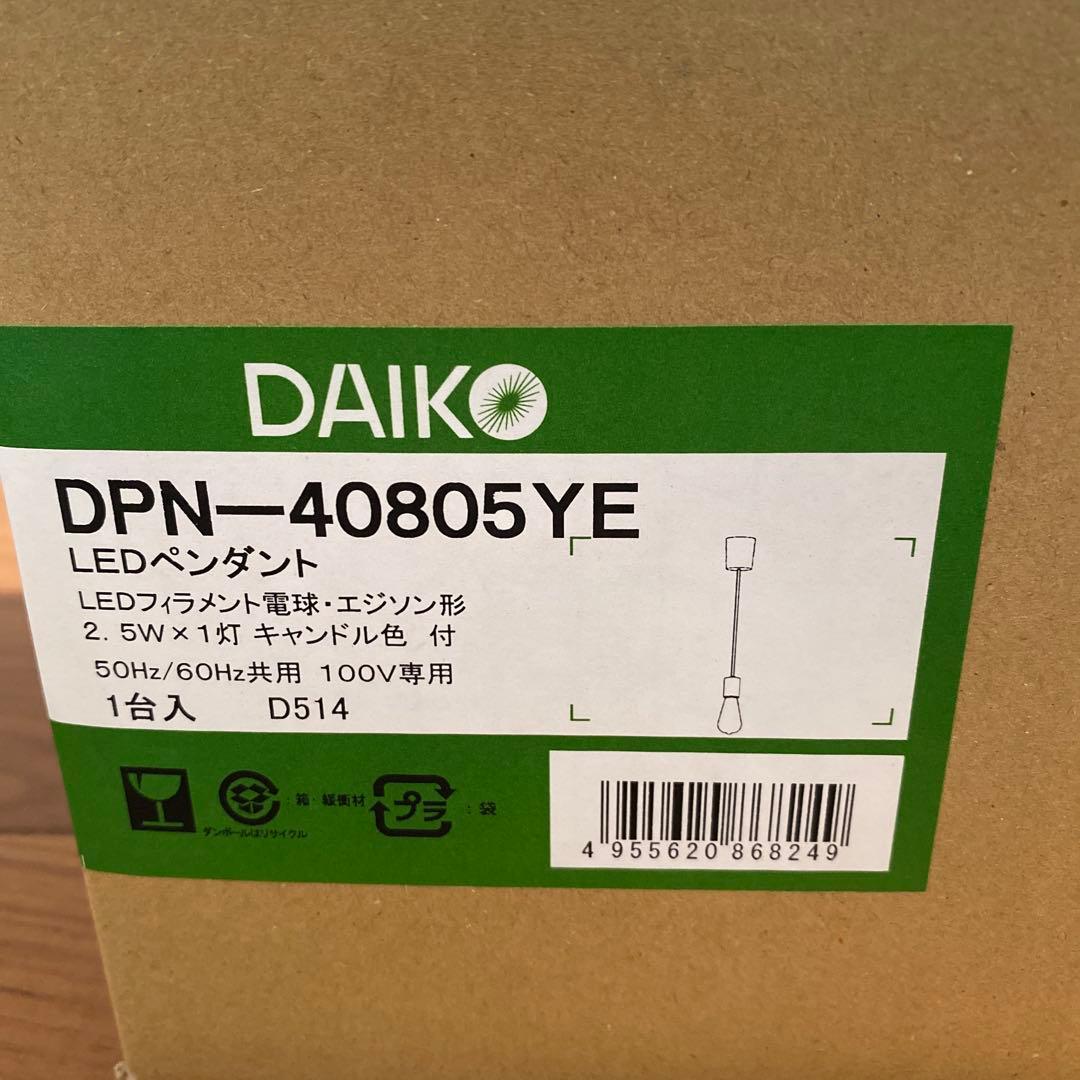 DAIKO
DPN-40805YE
LEDペンダント
LEDフィラメント電球・エジソン形
2.5W×1灯 キャンドル色 付
50Hz/60Hz共用 100V専用
1台入 D514
:箱・緩衝材
ダンボールはリサイクル
プラ
:袋
4 955620 868249